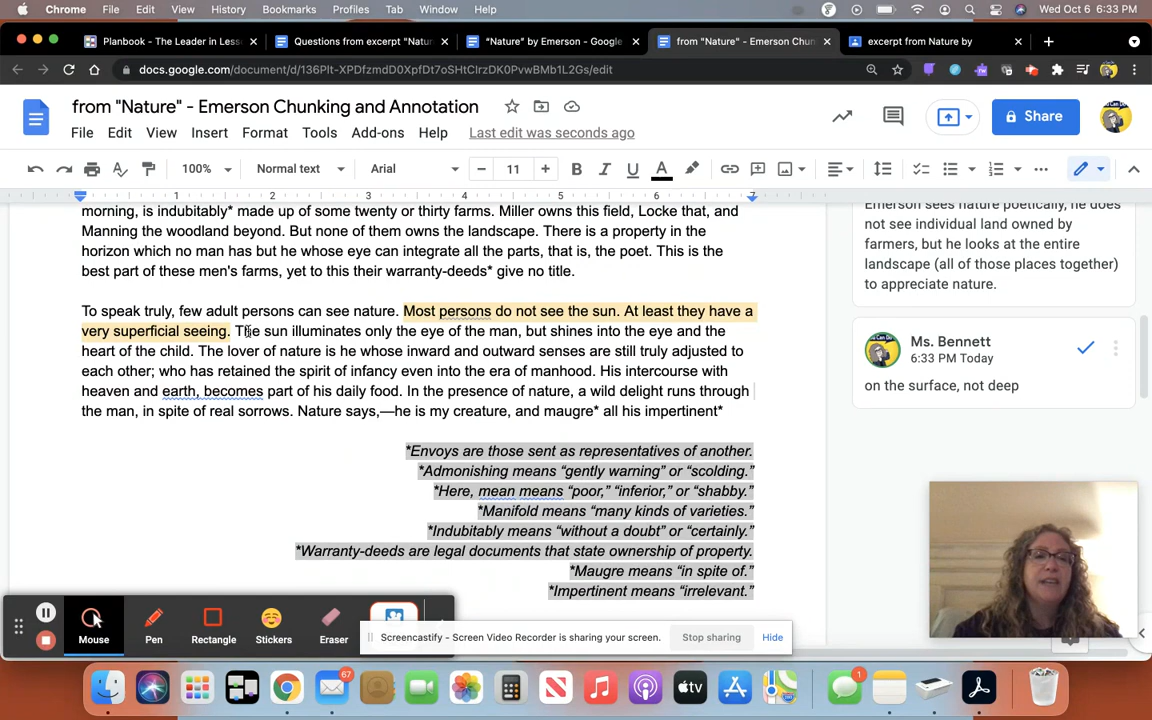 Chrome File Edit View History Bookmarks Profiles Tab Window Help Wed Oct 6 6:33 PM
Planbook - The Leader in Less Questions from excerpt "Natur "Nature" by Emerson - Google from "Nature" - Emerson Chun excerpt from Nature by
docs.google.com/document/d/136PIt-XPDfzmdD0XpfDt7oSHtCIrzDK0PvwBMb1L2Gs/edit
from "Nature" - Emerson Chunking and Annotation
File Edit View Insert Format Tools Add-ons Help Last edit was seconds ago
Share
100% Normal text Arial 11
1 2 3 4 5 6 7
morning, is indubitably* made up of some twenty or thirty farms. Miller owns this field, Locke that, and
Manning the woodland beyond. But none of them owns the landscape. There is a property in the
horizon which no man has but he whose eye can integrate all the parts, that is, the poet. This is the
best part of these men's farms, yet to this their warranty-deeds* give no title.
To speak truly, few adult persons can see nature. Most persons do not see the sun. At least they have a
very superficial seeing. The sun illuminates only the eye of the man, but shines into the eye and the
heart of the child. The lover of nature is he whose inward and outward senses are still truly adjusted to
each other; who has retained the spirit of infancy even into the era of manhood. His intercourse with
heaven and earth, becomes part of his daily food. In the presence of nature, a wild delight runs through
the man, in spite of real sorrows. Nature says,—he is my creature, and maugre* all his impertinent*
*Envoys are those sent as representatives of another.
*Admonishing means “gently warning” or “scolding.”
*Here, mean means “poor,” “inferior,” or “shabby.”
*Manifold means “many kinds of varieties.”
*Indubitably means “without a doubt” or “certainly.”
*Warranty-deeds are legal documents that state ownership of property.
*Maugre means “in spite of.”
*Impertinent means “irrelevant.”
Emerson sees nature poetically, he does
not see individual land owned by
farmers, but he looks at the entire
landscape (all of those places together)
to appreciate nature.
Ms. Bennett
6:33 PM Today
on the surface, not deep
Mouse Pen Rectangle Stickers Eraser
Screencastify - Screen Video Recorder is sharing your screen. Stop sharing Hide
67
1